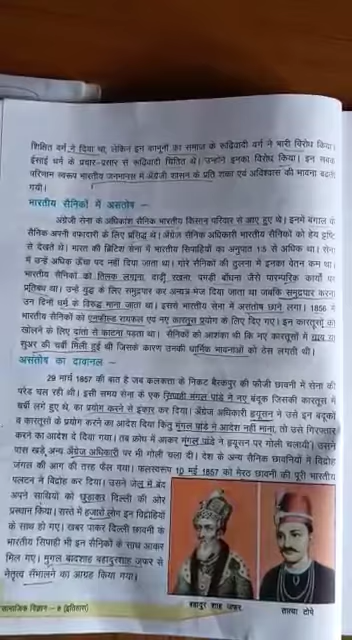 शिक्षित वर्ग ने दिया था, लेकिन इन कानूनों का समाज के रूढ़िवादी वर्ग ने भारी विरोध किया।
ईसाई धर्म के प्रचार-प्रसार से रूढ़िवादी चिंतित थे। उन्होंने इनका विरोध किया। इन सबके
परिणाम स्वरूप भारतीय जनमानस में अंग्रेजी शासन के प्रति शंका एवं अविश्वास की भावना बढ़ती
गयी।
भारतीय सैनिकों में असंतोष –
अंग्रेजी सेना के अधिकांश सैनिक भारतीय किसान परिवार से आए हुए थे। इनमें बंगाल के
सैनिक अपनी वफादारी के लिए प्रसिद्ध थे। अंग्रेज सैनिक अधिकारी भारतीय सैनिकों को हेय दृष्टि
से देखते थे। भारत की ब्रिटिश सेना में भारतीय सिपाहियों का अनुपात 1:5 से अधिक था। सेना
में उन्हें अधिक ऊँचा पद नहीं दिया जाता था। गोरे सैनिकों की तुलना में इनका वेतन कम था।
भारतीय सैनिकों को तिलक लगाना, दाढ़ी रखना, पगड़ी बाँधना जैसे पारम्परिक कार्यों पर
प्रतिबंध था। उन्हें युद्ध के लिए समुद्रपार कर अन्यत्र भेज दिया जाता था जबकि समुद्रपार करना
उन दिनों धर्म के विरुद्ध माना जाता था। इससे भारतीय सेना में असंतोष छाने लगा। 1856 में
भारतीय सैनिकों को एनफील्ड रायफल एवं नए कारतूस प्रयोग के लिए दिए गए। इन कारतूसों को
खोलने के लिए दांतों से काटना पड़ता था। सैनिकों को आशंका थी कि नए कारतूसों में गाय या
सुअर की चर्बी मिली हुई थी जिसके कारण उनकी धार्मिक भावनाओं को ठेस लगती थी।
असंतोष का दावानल –
29 मार्च 1857 की बात है जब कलकत्ता के निकट बैरकपुर की फौजी छावनी में सेना की
परेड चल रही थी। इसी समय सेना के एक सिपाही मंगल पांडे ने नए बंदूक जिसकी कारतूस में
चर्बी लगे हुए थे, का प्रयोग करने से इंकार कर दिया। अंग्रेज अधिकारी ह्यूसन ने उसे इन बंदूकों
व कारतूसों के प्रयोग करने का आदेश दिया किंतु मंगल पांडे ने आदेश नहीं माना, तो उसे गिरफ्तार
करने का आदेश दे दिया गया। तब क्रोध में आकर मंगल पांडे ने ह्यूसन पर गोली चलायी। उसने
पास खड़े अन्य अंग्रेज अधिकारी पर भी गोली चला दी। देश के अन्य सैनिक छावनियों में विद्रोह
जंगल की आग की तरह फैल गया। फलस्वरूप 10 मई 1857 को मेरठ छावनी की पूरी भारतीय
पलटन ने विद्रोह कर दिया। उसने जेल में बंद
अपने साथियों को छुड़ाकर दिल्ली की ओर
प्रस्थान किया। रास्ते में हजारों लोग इन विद्रोहियों
के साथ हो गए। खबर पाकर दिल्ली छावनी के
भारतीय सिपाही भी इन सैनिकों के साथ आकर
मिल गए। मुगल बादशाह बहादुरशाह जफर से
नेतृत्व संभालने का आग्रह किया गया।
बहादुर शाह जफर
तात्या टोपे
सामाजिक विज्ञान – 8 (इतिहास)